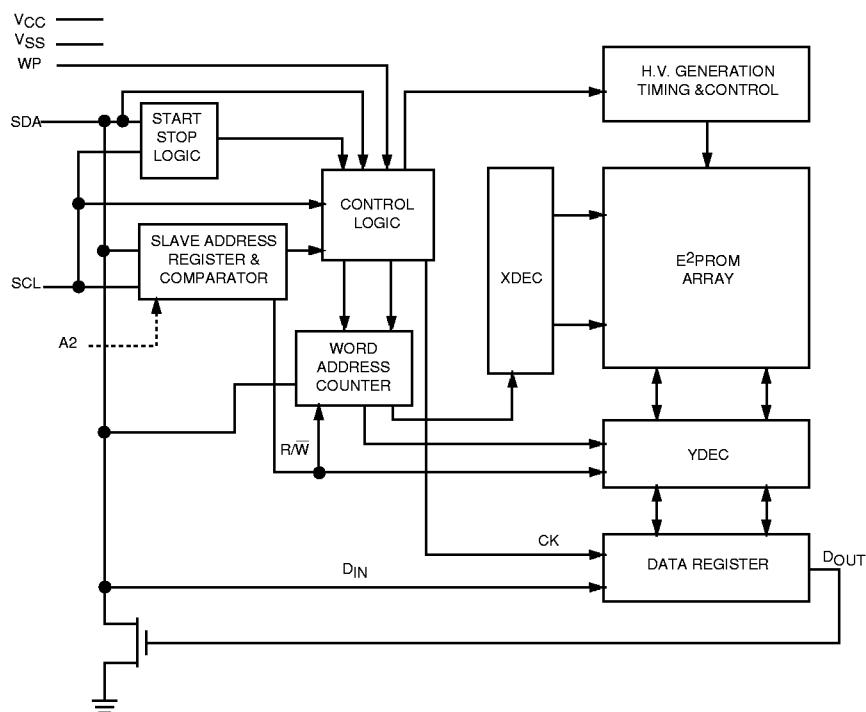 VCC
VSS
WP
H.V. GENERATION
TIMING &CONTROL
SDA
START
STOP
LOGIC
CONTROL
LOGIC
SLAVE ADDRESS
REGISTER &
COMPARATOR
E2PROM
ARRAY
XDEC
SCL
A2
WORD
ADDRESS
COUNTER
R/W̅
YDEC
CK
DIN
DATA REGISTER
DOUT